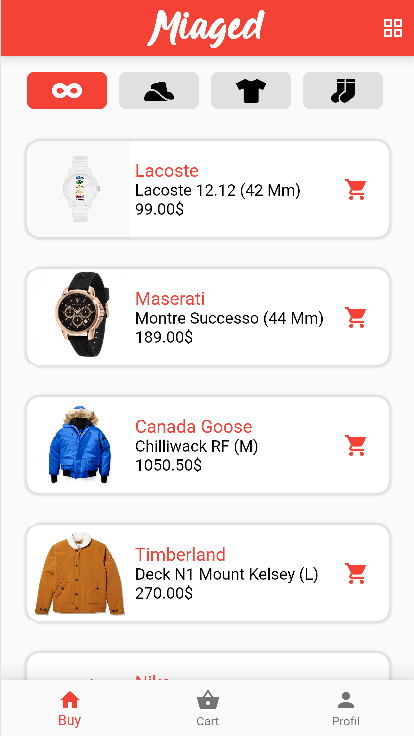 Miaged
Lacoste
Lacoste 12.12 (42 Mm)
99.00$
Maserati
Montre Successo (44 Mm)
189.00$
Canada Goose
Chilliwack RF (M)
1050.50$
Timberland
Deck N1 Mount Kelsey (L)
270.00$
Nike
Buy
Cart
Profil